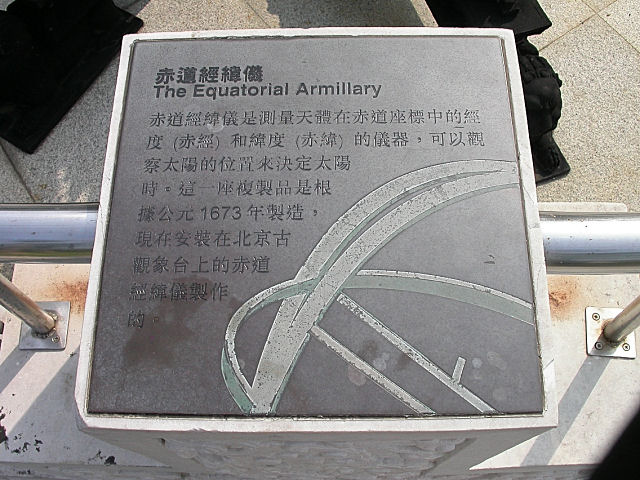 赤道經緯儀
The Equatorial Armillary
赤道經緯儀是測量天體在赤道座標中的經
度 (赤經) 和緯度 (赤緯) 的儀器，可以觀
察太陽的位置來決定太陽
時。這一座複製品是根
據公元1673年製造，
現在安裝在北京古
觀象台上的赤道
經緯儀製作
的。